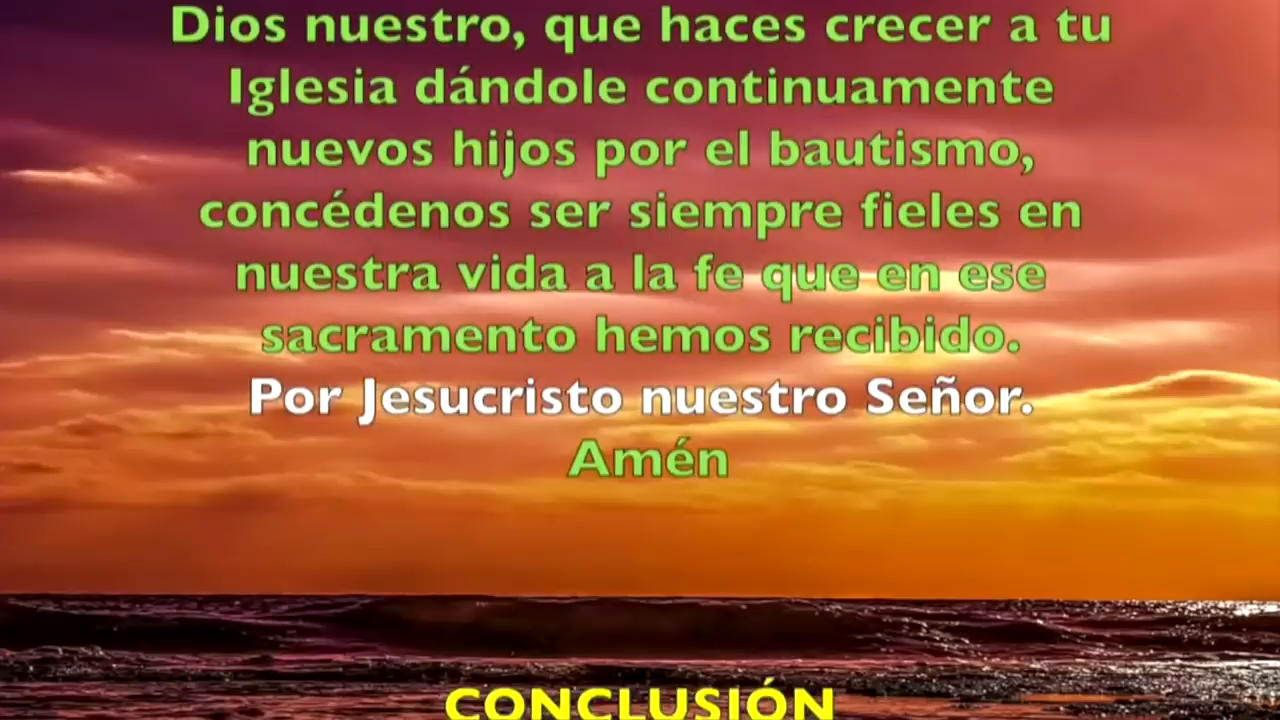 Dios nuestro, que haces crecer a tu
Iglesia dándole continuamente
nuevos hijos por el bautismo,
concédenos ser siempre fieles en
nuestra vida a la fe que en ese
sacramento hemos recibido.
Por Jesucristo nuestro Señor.
Amén
CONCLUSIÓN